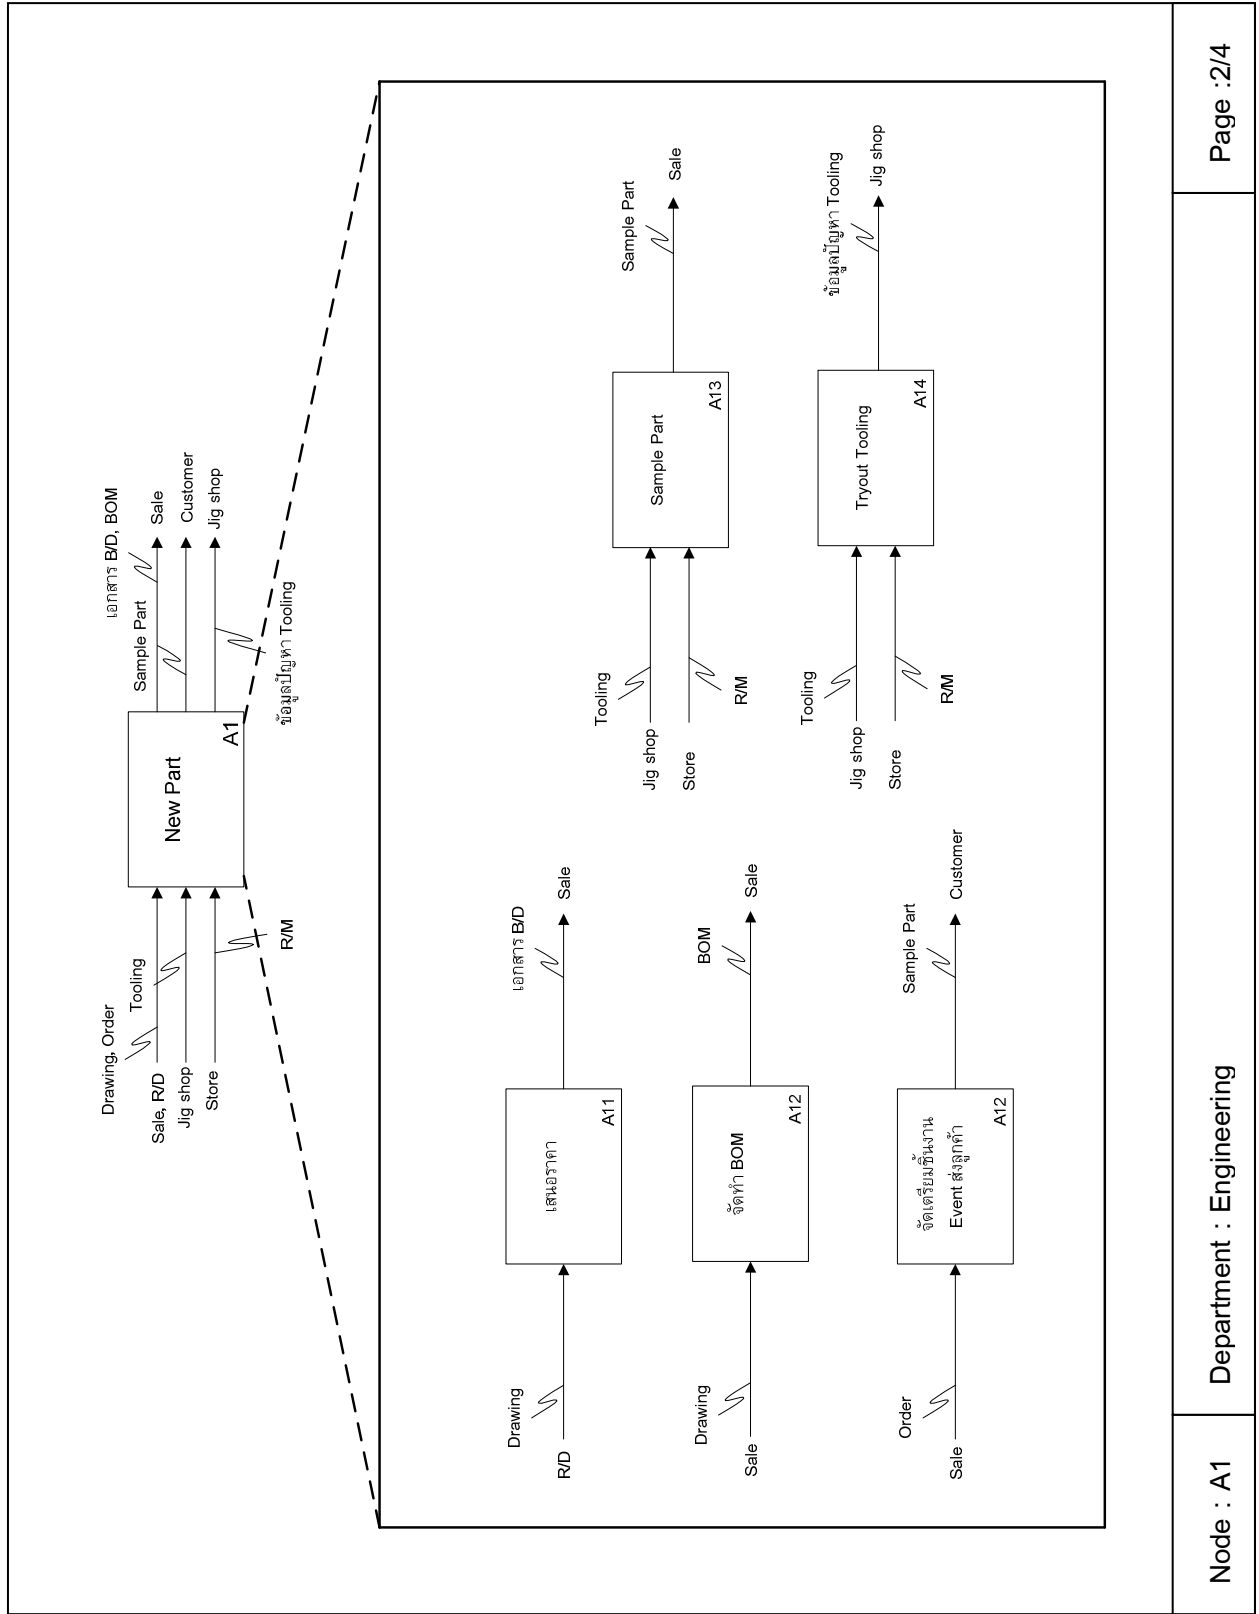 เอกสาร B/D, BOM
Drawing, Order
Sample Part
Tooling
Sale, R/D
Sale
Jig shop
Customer
Store
Jig shop
New Part
A1
R/M
ข้อมูลปัญหา Tooling
Drawing
R/D
เสนอราคา
A11
เอกสาร B/D
Sale
Drawing
Sale
จัดทำ BOM
A12
BOM
Sale
Order
Sale
จัดเตรียมชิ้นงาน
Event ส่งลูกค้า
A12
Sample Part
Customer
Tooling
Jig shop
Store
R/M
Sample Part
A13
Sample Part
Sale
Tooling
Jig shop
Store
R/M
Tryout Tooling
A14
ข้อมูลปัญหา Tooling
Jig shop
Node : A1
Department : Engineering
Page :2/4